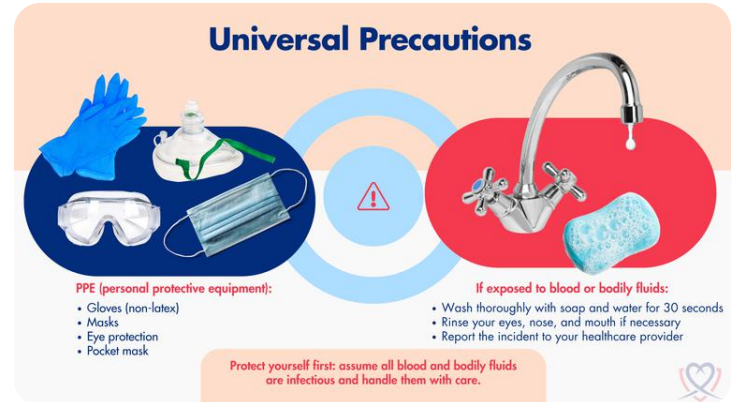 Universal Precautions
PPE (personal protective equipment):
• Gloves (non-latex)
• Masks
• Eye protection
• Pocket mask
If exposed to blood or bodily fluids:
• Wash thoroughly with soap and water for 30 seconds
• Rinse your eyes, nose, and mouth if necessary
• Report the incident to your healthcare provider
Protect yourself first: assume all blood and bodily fluids
are infectious and handle them with care.